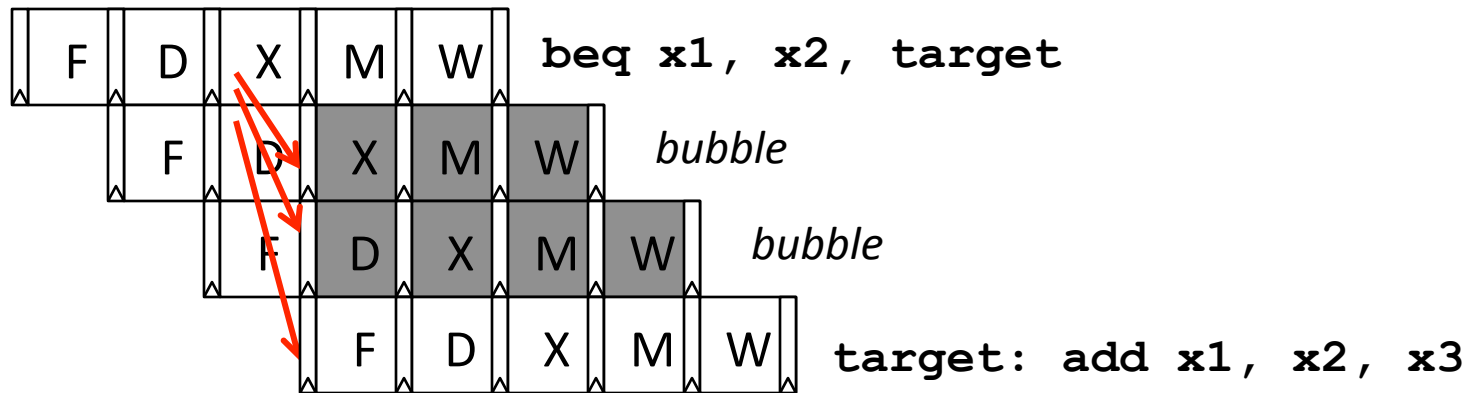 F D X M W beq x1, x2, target
F D X M W bubble
F D X M W bubble
F D X M W target: add x1, x2, x3